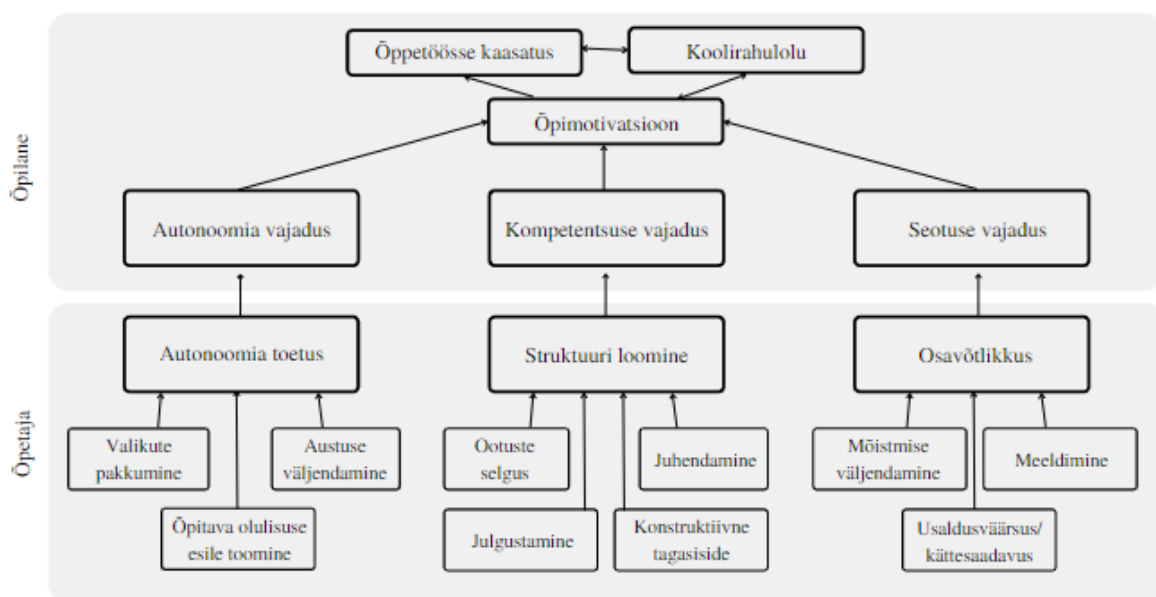 Õppetöösse kaasatus
Koolirahulolu
Õpimotivatsioon
Õpilane
Autonoomia vajadus
Kompetentsuse vajadus
Seotuse vajadus
Õpetaja
Autonoomia toetus
Struktuuri loomine
Osavõtlikkus
Valikute
pakkumine
Austuse
väljendamine
Ootuste
selgus
Juhendamine
Mõistmise
väljendamine
Meeldimine
Õpitava olulisuse
esile toomine
Julgustamine
Konstruktiivne
tagasiside
Usaldusväärsus/
kättesaadavus